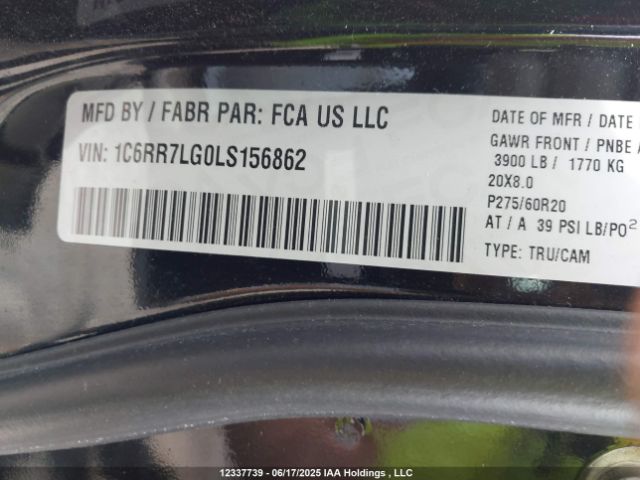 MFD BY / FABR PAR: FCA US LLC
VIN: 1C6RR7LG0LS156862
DATE OF MFR / DATE
GAWR FRONT / PNBE
3900 LB / 1770 KG
20X8.0
P275/60R20
AT / A 39 PSI LB/PO2
TYPE: TRU/CAM
12337739 - 06/17/2025 IAA Holdings , LLC